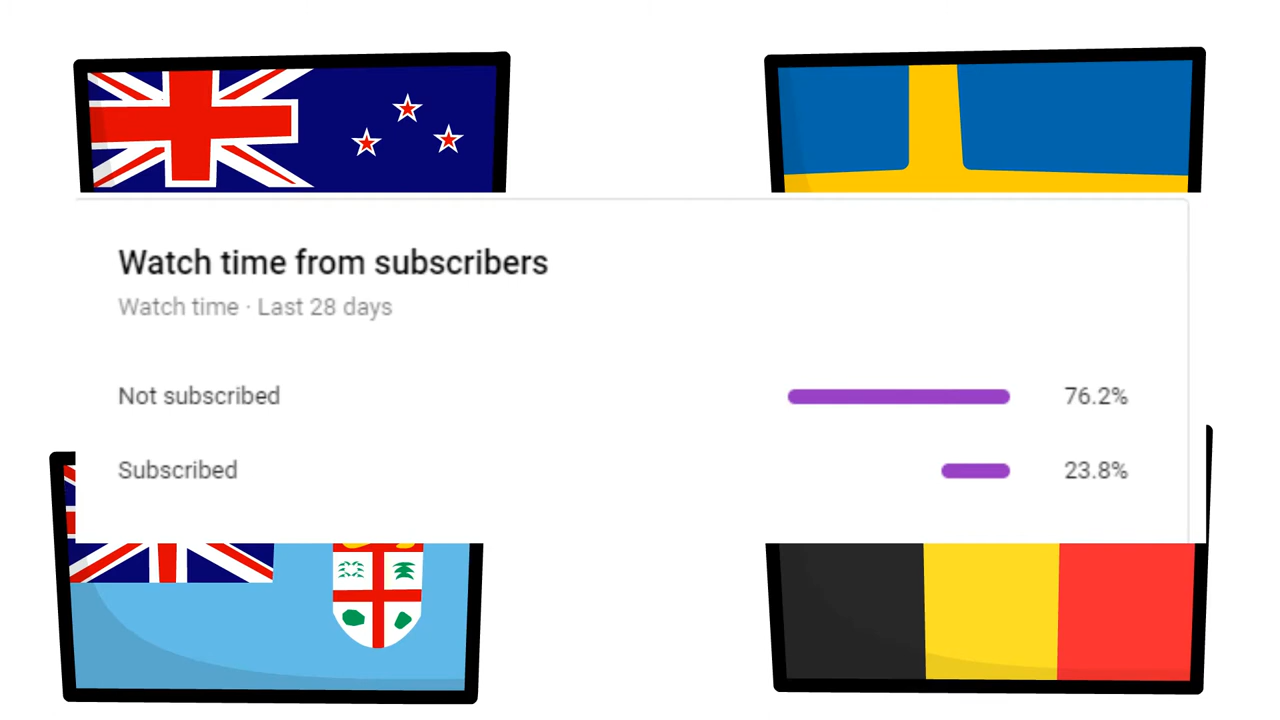 Watch time from subscribers
Watch time · Last 28 days
Not subscribed 76.2%
Subscribed 23.8%